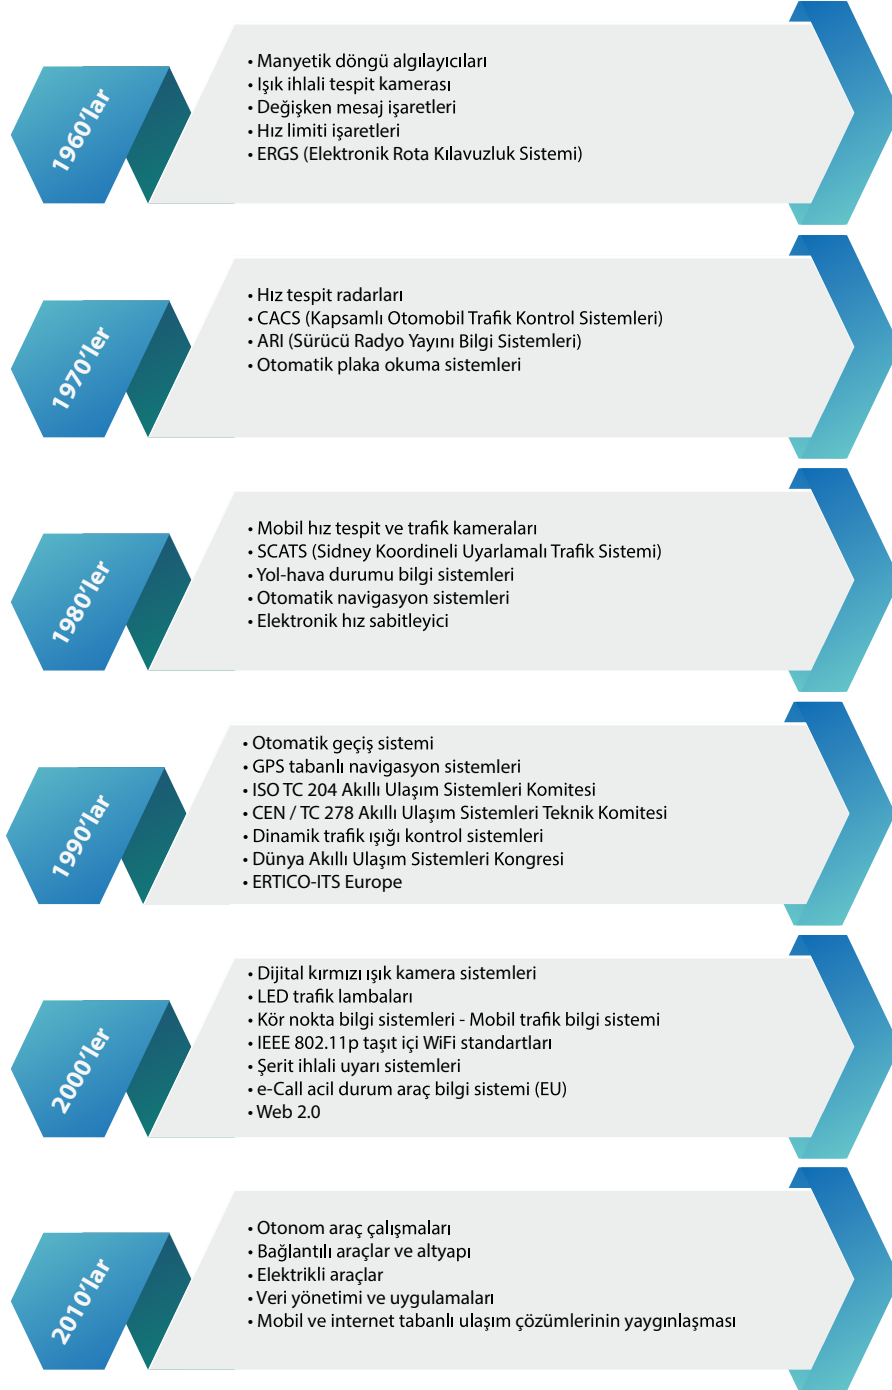 1960'lar
• Manyetik döngü algılayıcıları
• Işık ihlali tespit kamerası
• Değişken mesaj işaretleri
• Hız limiti işaretleri
• ERGS (Elektronik Rota Kılavuzluk Sistemi)
1970'ler
• Hız tespit radarları
• CACS (Kapsamlı Otomobil Trafik Kontrol Sistemleri)
• ARI (Sürücü Radyo Yayını Bilgi Sistemleri)
• Otomatik plaka okuma sistemleri
1980'ler
• Mobil hız tespit ve trafik kameraları
• SCATS (Sidney Koordineli Uyarlamalı Trafik Sistemi)
• Yol-hava durumu bilgi sistemleri
• Otomatik navigasyon sistemleri
• Elektronik hız sabitleyici
1990'lar
• Otomatik geçiş sistemi
• GPS tabanlı navigasyon sistemleri
• ISO TC 204 Akıllı Ulaşım Sistemleri Komitesi
• CEN / TC 278 Akıllı Ulaşım Sistemleri Teknik Komitesi
• Dinamik trafik ışığı kontrol sistemleri
• Dünya Akıllı Ulaşım Sistemleri Kongresi
• ERTICO-ITS Europe
2000'ler
• Dijital kırmızı ışık kamera sistemleri
• LED trafik lambaları
• Kör nokta bilgi sistemleri - Mobil trafik bilgi sistemi
• IEEE 802.11p taşıt içi WiFi standartları
• Şerit ihlali uyarı sistemleri
• e-Call acil durum araç bilgi sistemi (EU)
• Web 2.0
2010'lar
• Otonom araç çalışmaları
• Bağlantılı araçlar ve altyapı
• Elektrikli araçlar
• Veri yönetimi ve uygulamaları
• Mobil ve internet tabanlı ulaşım çözümlerinin yaygınlaşması